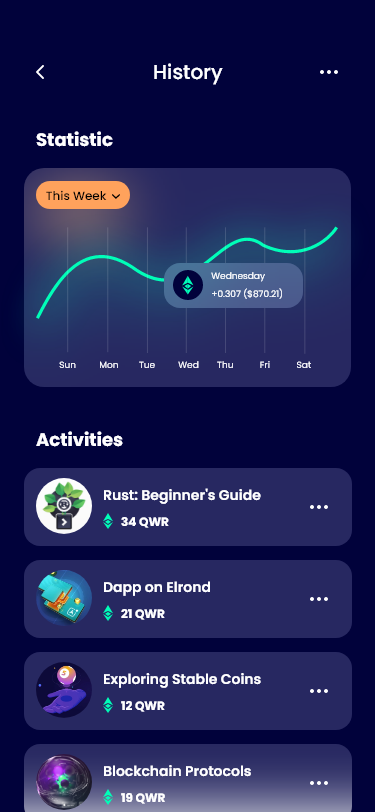 History
Statistic
This Week
Wednesday
+0.307 ($870.21)
Sun Mon Tue Wed Thu Fri Sat
Activities
Rust: Beginner's Guide
34 QWR
Dapp on Elrond
21 QWR
Exploring Stable Coins
12 QWR
Blockchain Protocols
19 QWR